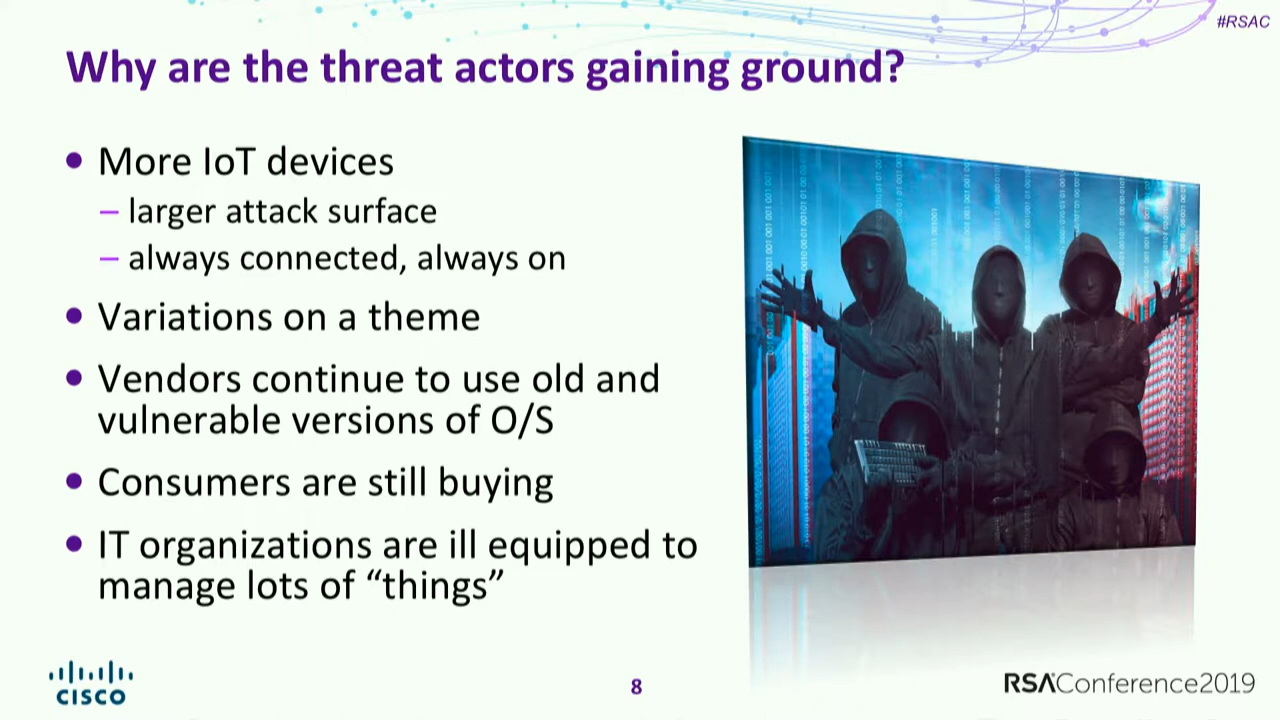 #RSAC
Why are the threat actors gaining ground?
• More IoT devices
– larger attack surface
– always connected, always on
• Variations on a theme
• Vendors continue to use old and
vulnerable versions of O/S
• Consumers are still buying
• IT organizations are ill equipped to
manage lots of “things”
CISCO
8
RSAConference2019